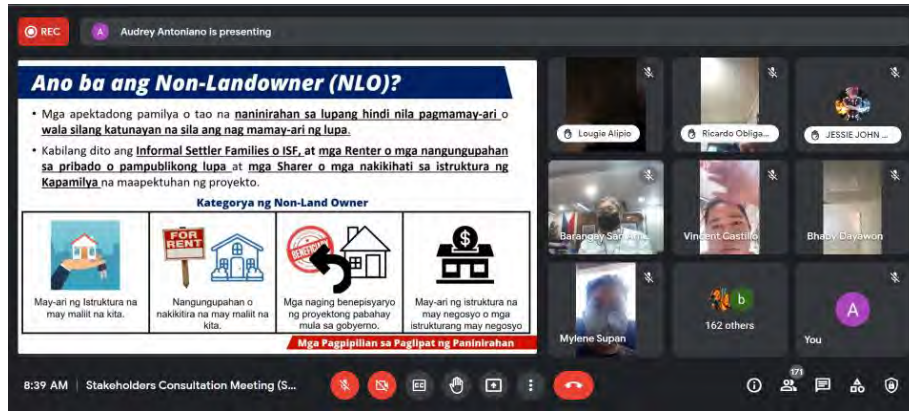 REC
A
Audrey Antoniano is presenting
Ano ba ang Non-Landowner (NLO)?
• Mga apektadong pamilya o tao na naninirahan sa lupang hindi nila pagmamay-ari o
wala silang katunayan na sila ang nag mamay-ari ng lupa.
• Kabilang dito ang Informal Settler Families o ISF, at mga Renter o mga nangungupahan
sa pribado o pampublikong lupa at mga Sharer o mga nakikihati sa istruktura ng
Kapamilya na maapektuhan ng proyekto.
Kategorya ng Non-Land Owner
FOR
RENT
$
May-ari ng Istruktura na
may maliit na kita.
Nangungupahan o
nakikitira na may maliit na
kita.
Mga naging benepisyaryo
ng proyektong pabahay
mula sa gobyerno.
May-ari ng istruktura na
may negosyo o mga
istrukturang may negosyo
Mga Pagpipilian sa Paglipat ng Paninirahan
Lougie Alipio
Ricardo Obliga...
JESSIE JOHN ...
Barangay San
Vincent Castillo
Bhaby Dayawon
Mylene Supan
b
162 others
A
You
8:39 AM | Stakeholders Consultation Meeting (S...
CC
171